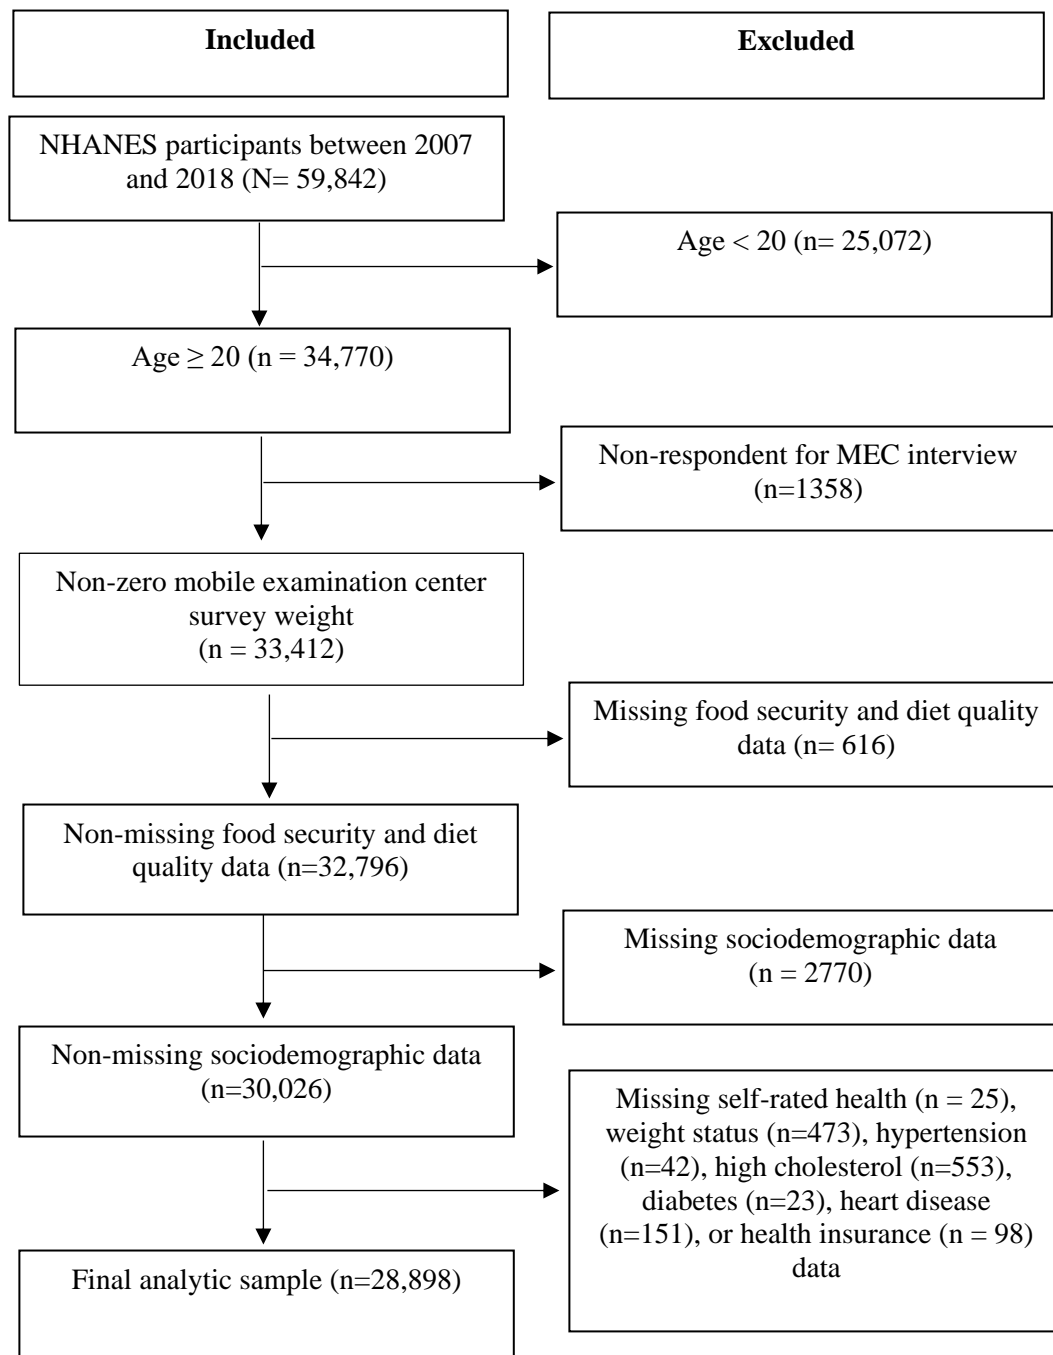 Included
Excluded
NHANES participants between 2007
and 2018 (N= 59,842)
Age < 20 (n= 25,072)
Age ≥ 20 (n = 34,770)
Non-respondent for MEC interview
(n=1358)
Non-zero mobile examination center
survey weight
(n = 33,412)
Missing food security and diet quality
data (n= 616)
Non-missing food security and diet
quality data (n=32,796)
Missing sociodemographic data
(n = 2770)
Non-missing sociodemographic data
(n=30,026)
Missing self-rated health (n = 25),
weight status (n=473), hypertension
(n=42), high cholesterol (n=553),
diabetes (n=23), heart disease
(n=151), or health insurance (n = 98)
data
Final analytic sample (n=28,898)